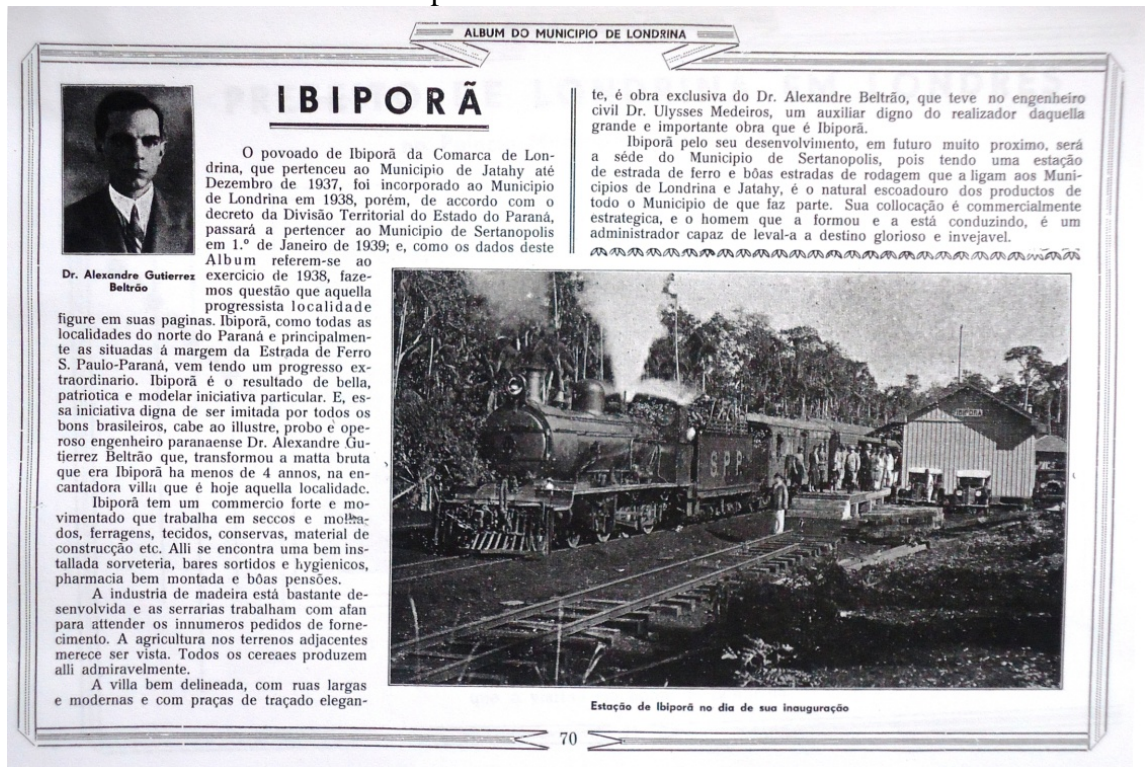 ALBUM DO MUNICIPIO DE LONDRINA
IBIPORÃ
Dr. Alexandre Gutierrez
Beltrão
O povoado de Ibiporã da Comarca de Lon-
drina, que pertenceu ao Municipio de Jatahy até
Dezembro de 1937, foi incorporado ao Municipio
de Londrina em 1938, porém, de accordo com o
decreto da Divisão Territorial do Estado do Paraná,
passará a pertencer ao Municipio de Sertanopolis
em 1.º de Janeiro de 1939; e, como os dados deste
Album referem-se ao
exercicio de 1938, faze-
mos questão que aquella
progressista localidade
figure em suas paginas. Ibiporã, como todas as
localidades do norte do Paraná e principalmen-
te as situadas á margem da Estrada de Ferro
S. Paulo-Paraná, vem tendo um progresso ex-
traordinario. Ibiporã é o resultado de bella,
patriotica e modelar iniciativa particular. E, es-
sa iniciativa digna de ser imitada por todos os
bons brasileiros, cabe ao illustre, probo e ope-
roso engenheiro paranaense Dr. Alexandre Gu-
tierrez Beltrão que, transformou a matta bruta
que era Ibiporã ha menos de 4 annos, na en-
cantadora villa que é hoje aquella localidade.
Ibiporã tem um commercio forte e mo-
vimentado que trabalha em seccos e molha-
dos, ferragens, tecidos, conservas, material de
construcção etc. Alli se encontra uma bem ins-
tallada sorveteria, bares sortidos e hygienicos,
pharmacia bem montada e bôas pensões.
A industria de madeira está bastante de-
senvolvida e as serrarias trabalham com afan
para attender os innumeros pedidos de forne-
cimento. A agricultura nos terrenos adjacentes
merece ser vista. Todos os cereaes produzem
alli admiravelmente.
A villa bem delineada, com ruas largas
e modernas e com praças de traçado elegan-
te, é obra exclusiva do Dr. Alexandre Beltrão, que teve no engenheiro
civil Dr. Ulysses Medeiros, um auxiliar digno do realizador daquella
grande e importante obra que é Ibiporã.
Ibiporã pelo seu desenvolvimento, em futuro muito proximo, será
a séde do Municipio de Sertanopolis, pois tendo uma estação
de estrada de ferro e bôas estradas de rodagem que a ligam aos Muni-
cipios de Londrina e Jatahy, é o natural escoadouro dos productos de
todo o Municipio de que faz parte. Sua collocação é commercialmente
estrategica, e o homem que a formou e a está conduzindo, é um
administrador capaz de leval-a a destino glorioso e invejavel.
IBIPORÃ
S P P
Estação de Ibiporã no dia de sua inauguração
70